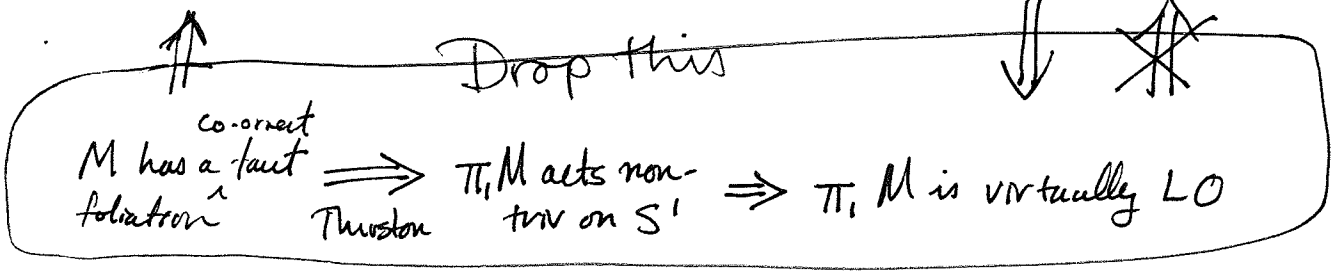 Drop this
co-orient
M has a taut ⟹ π₁M acts non- ⟹ π₁ M is virtually LO
foliation ^ Thurston triv on S¹